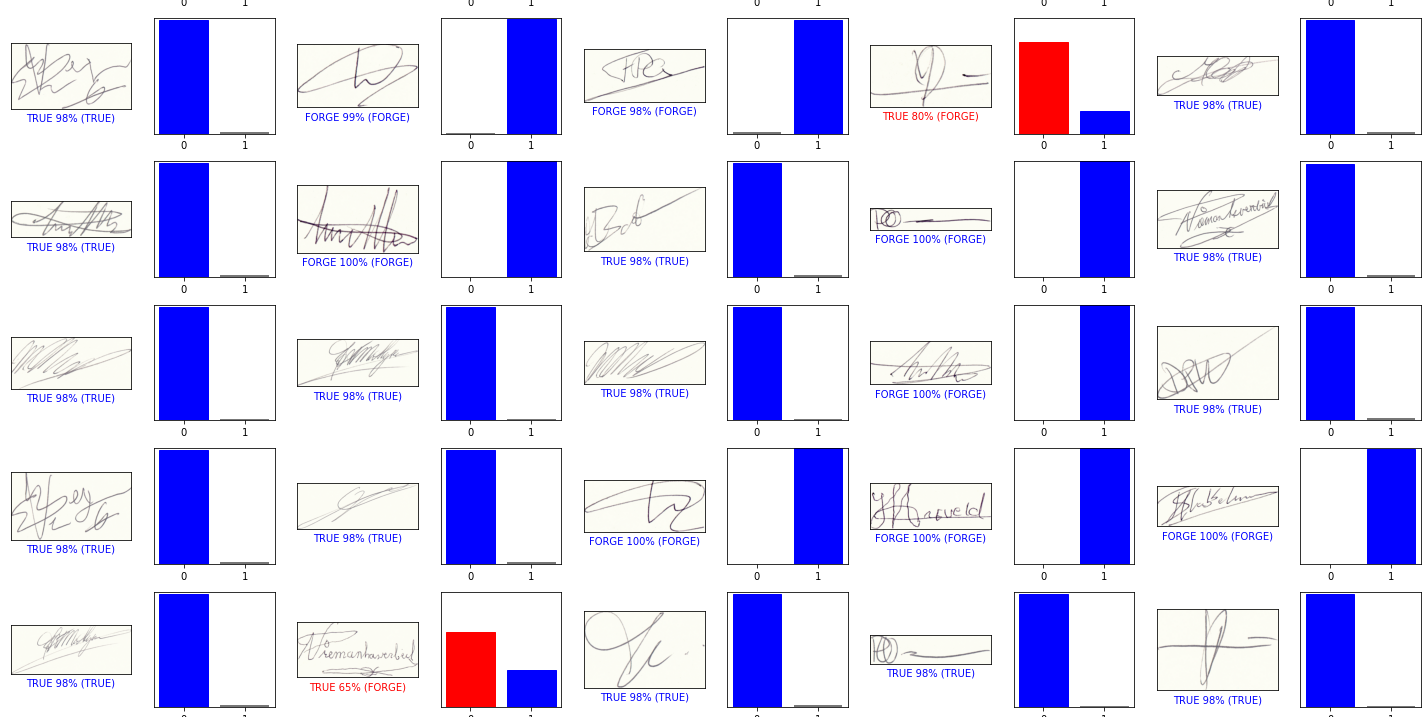 0 1 0 1 0 1 0 1 0 1
TRUE 98% (TRUE) FORGE 99% (FORGE) FORGE 98% (FORGE) TRUE 80% (FORGE) TRUE 98% (TRUE)
0 1 0 1 0 1 0 1 0 1
TRUE 98% (TRUE) FORGE 100% (FORGE) TRUE 98% (TRUE) FORGE 100% (FORGE) TRUE 98% (TRUE)
0 1 0 1 0 1 0 1 0 1
TRUE 98% (TRUE) TRUE 98% (TRUE) TRUE 98% (TRUE) FORGE 100% (FORGE) TRUE 98% (TRUE)
0 1 0 1 0 1 0 1 0 1
TRUE 98% (TRUE) TRUE 98% (TRUE) FORGE 100% (FORGE) FORGE 100% (FORGE) FORGE 100% (FORGE)
0 1 0 1 0 1 0 1 0 1
TRUE 98% (TRUE) TRUE 65% (FORGE) TRUE 98% (TRUE) TRUE 98% (TRUE) TRUE 98% (TRUE)